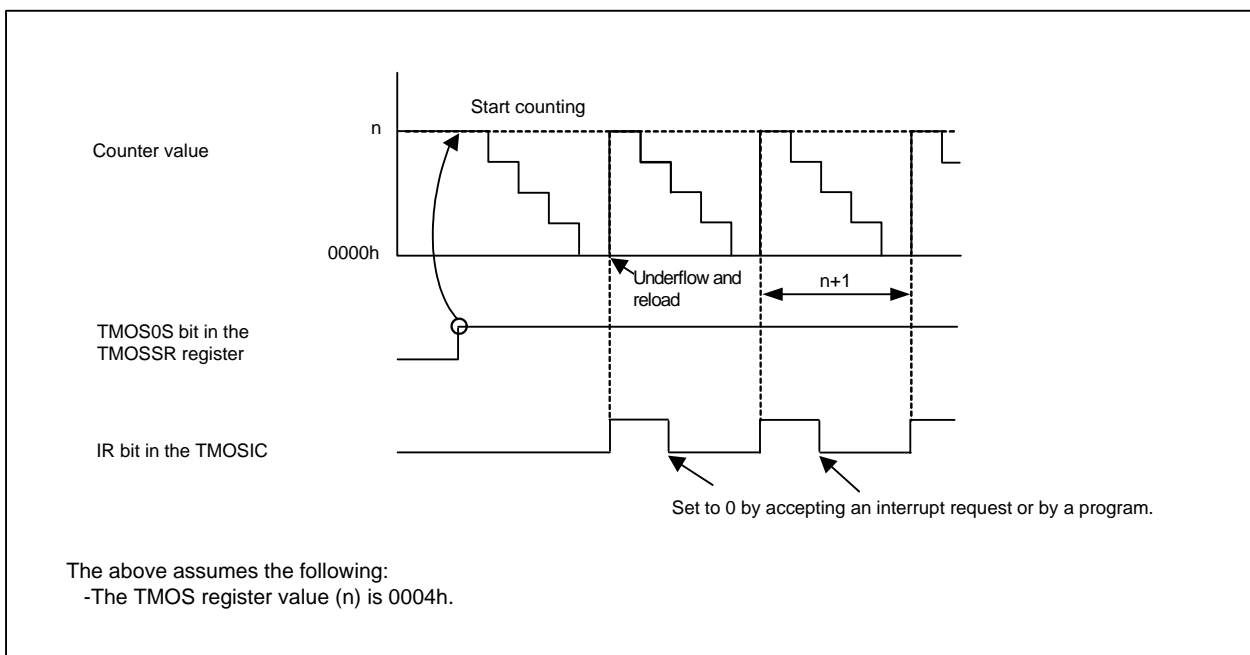 Start counting
n
Counter value
0000h
Underflow and
reload
n+1
TMOS0S bit in the
TMOSSR register
IR bit in the TMOSIC
Set to 0 by accepting an interrupt request or by a program.
The above assumes the following:
-The TMOS register value (n) is 0004h.